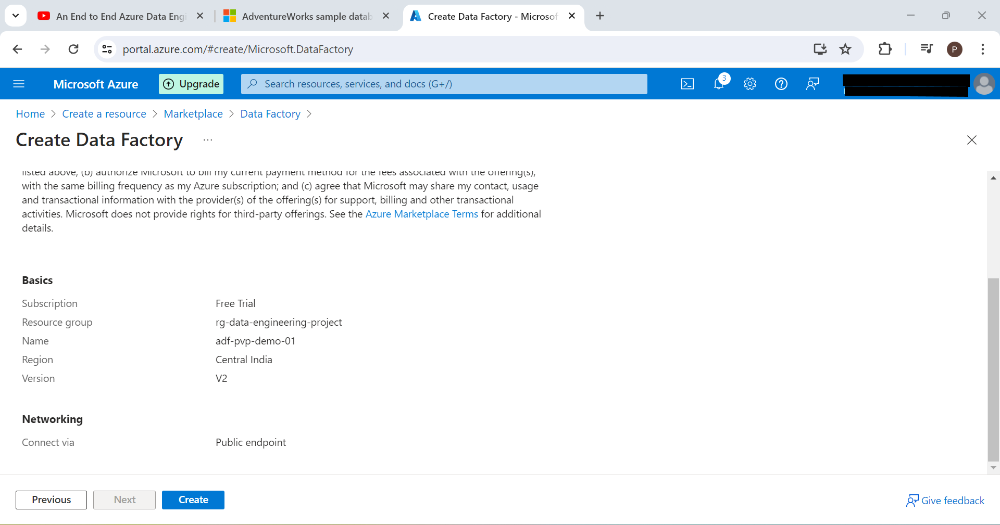 An End to End Azure Data Engi
AdventureWorks sample datab
Create Data Factory - Microsof
portal.azure.com/#create/Microsoft.DataFactory
P
Microsoft Azure
Upgrade
Search resources, services, and docs (G+/)
3
Home > Create a resource > Marketplace > Data Factory >
Create Data Factory ...
listed above; (b) authorize Microsoft to bill my current payment method for the fees associated with the offering(s),
with the same billing frequency as my Azure subscription; and (c) agree that Microsoft may share my contact, usage
and transactional information with the provider(s) of the offering(s) for support, billing and other transactional
activities. Microsoft does not provide rights for third-party offerings. See the Azure Marketplace Terms for additional
details.
Basics
Subscription Free Trial
Resource group rg-data-engineering-project
Name adf-pvp-demo-01
Region Central India
Version V2
Networking
Connect via Public endpoint
Previous
Next
Create
Give feedback